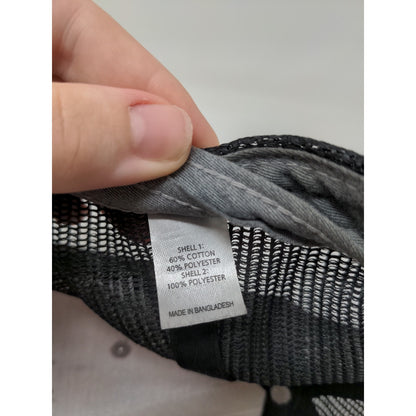 SHELL 1:
60% COTTON
40% POLYESTER
SHELL 2:
100% POLYESTER
MADE IN BANGLADESH